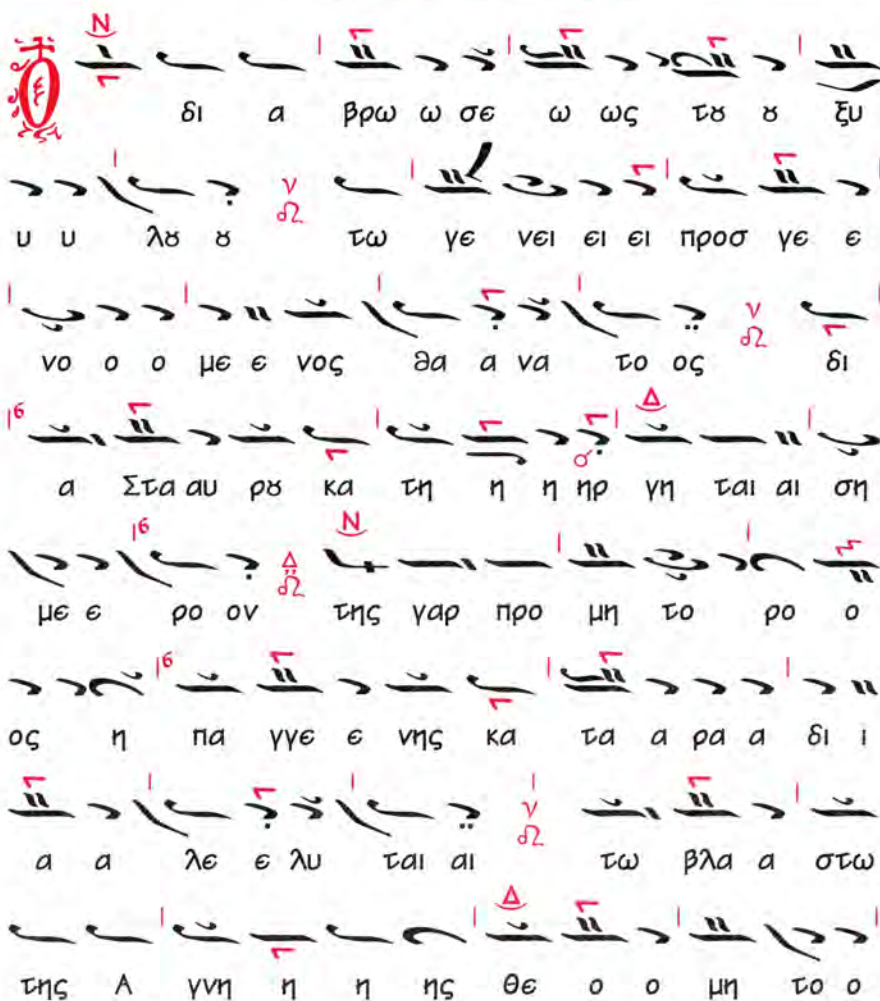 Ο δι α βρω ω σε ω ως τȣ ȣ ξυ
υ υ λȣ ȣ τω γε νει ει ει προσ γε ε
νο ο ο με ε νος θα α να το ος δι
α Στα αυ ρȣ κα τη η η ηρ γη ται αι ση
με ε ρο ον της γαρ προ μη το ρο ο
ος η πα γγε ε νης κα τα α ρα α δι ι
α α λε ε λυ ται αι τω βλα α στω
της Α γνη η η ης θε ο ο μη το ο